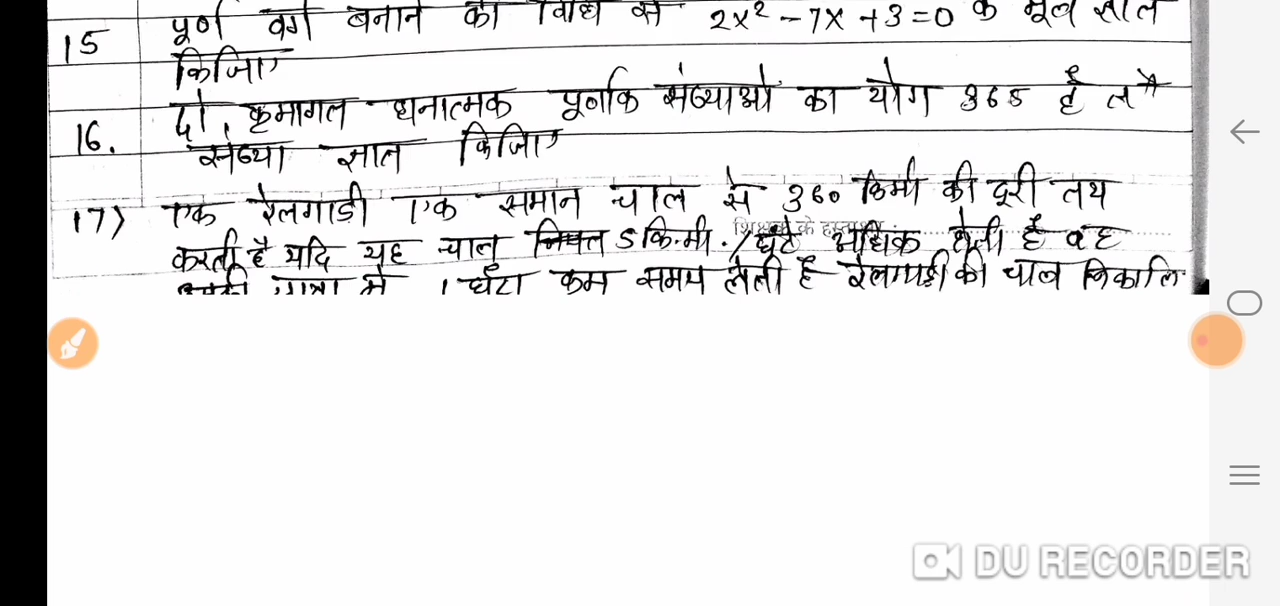 15 पूर्ण वर्ग बनाने की विधि से 2x² - 7x + 3 = 0 के मूल ज्ञात
किजिए
16. दो क्रमागत धनात्मक पूर्णांक संख्याओ का योग 365 है
संख्या ज्ञात किजिए
17) एक रेलगाडी एक समान चाल से 360 किमी की दूरी तय
करती है यदि यह चाल 5 कि.मी./घंटे अधिक होती है वह
1 घंटा कम समय लेती है रेलगाड़ी की चाल निकालि
DU RECORDER